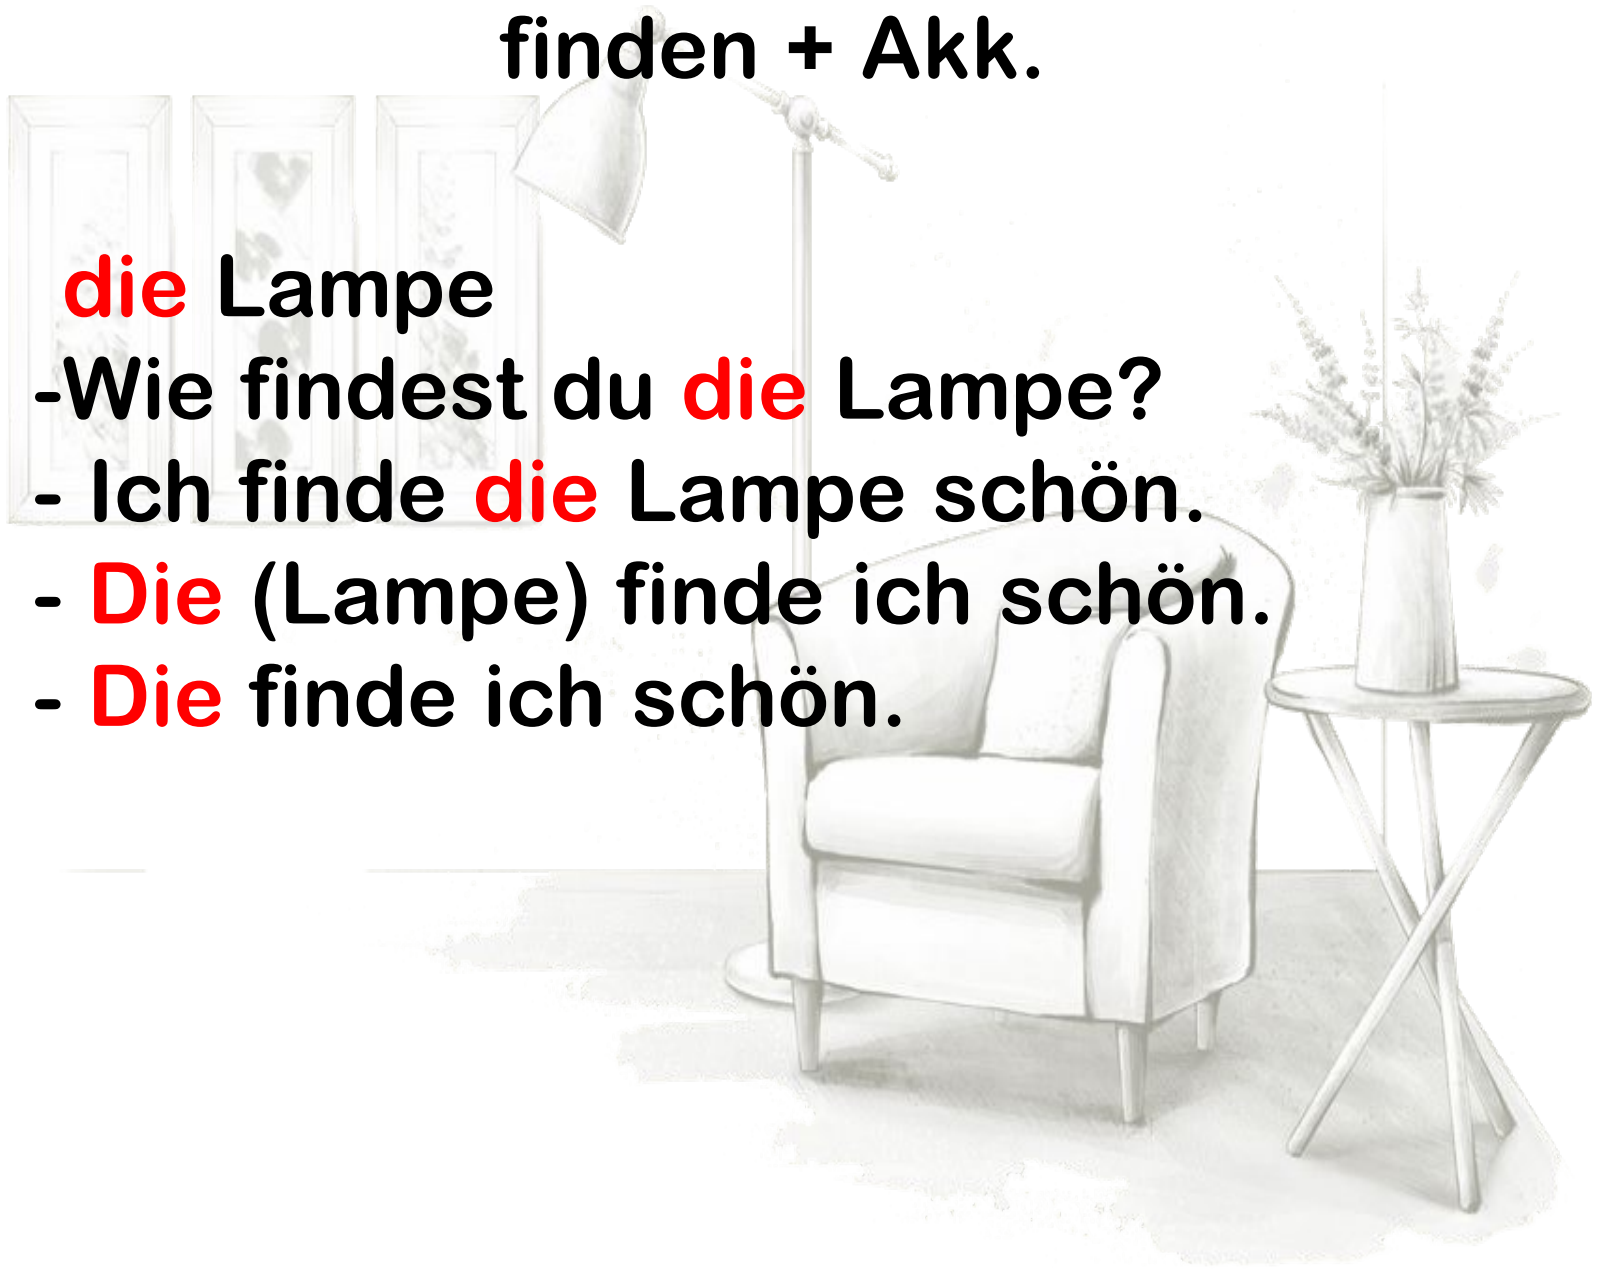 finden + Akk.
die Lampe
-Wie findest du die Lampe?
- Ich finde die Lampe schön.
- Die (Lampe) finde ich schön.
- Die finde ich schön.